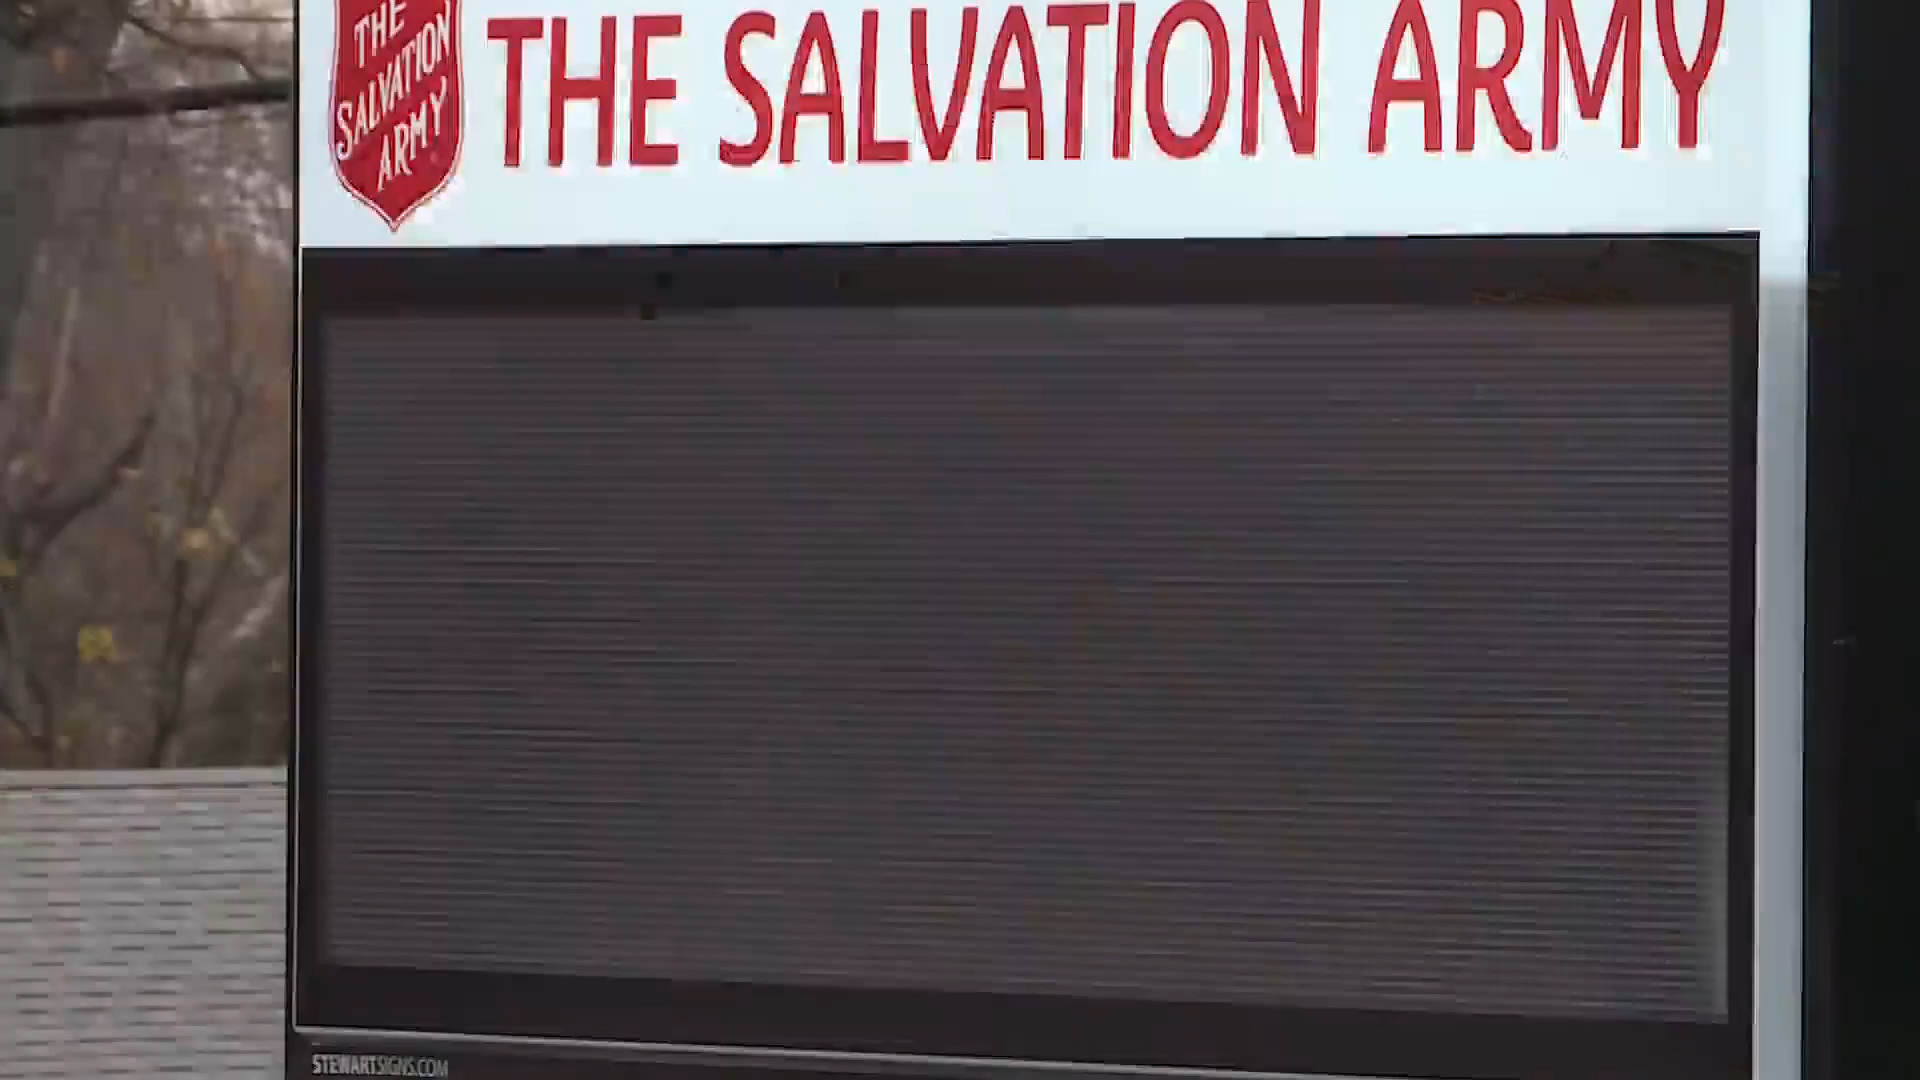 THE
SALVATION
ARMY
THE SALVATION ARMY
STEWARTSIGNS.COM